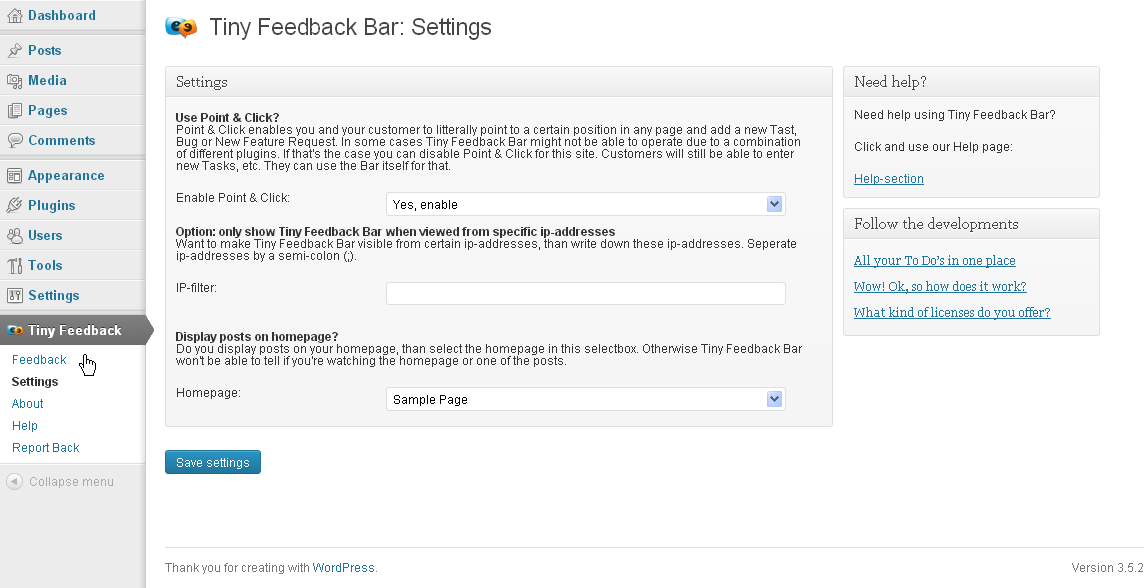 Dashboard
Posts
Media
Pages
Comments
Appearance
Plugins
Users
Tools
Settings
Tiny Feedback
Feedback
Settings
About
Help
Report Back
Collapse menu
Tiny Feedback Bar: Settings
Settings
Use Point & Click?
Point & Click enables you and your customer to litterally point to a certain position in any page and add a new Tast,
Bug or New Feature Request. In some cases Tiny Feedback Bar might not be able to operate due to a combination
of different plugins. If that's the case you can disable Point & Click for this site. Customers will still be able to enter
new Tasks, etc. They can use the Bar itself for that.
Enable Point & Click:
Yes, enable
Option: only show Tiny Feedback Bar when viewed from specific ip-addresses
Want to make Tiny Feedback Bar visible from certain ip-addresses, than write down these ip-addresses. Seperate
ip-addresses by a semi-colon (;).
IP-filter:
Display posts on homepage?
Do you display posts on your homepage, than select the homepage in this selectbox. Otherwise Tiny Feedback Bar
won't be able to tell if you're watching the homepage or one of the posts.
Homepage:
Sample Page
Save settings
Need help?
Need help using Tiny Feedback Bar?
Click and use our Help page:
Help-section
Follow the developments
All your To Do's in one place
Wow! Ok, so how does it work?
What kind of licenses do you offer?
Thank you for creating with WordPress.
Version 3.5.2